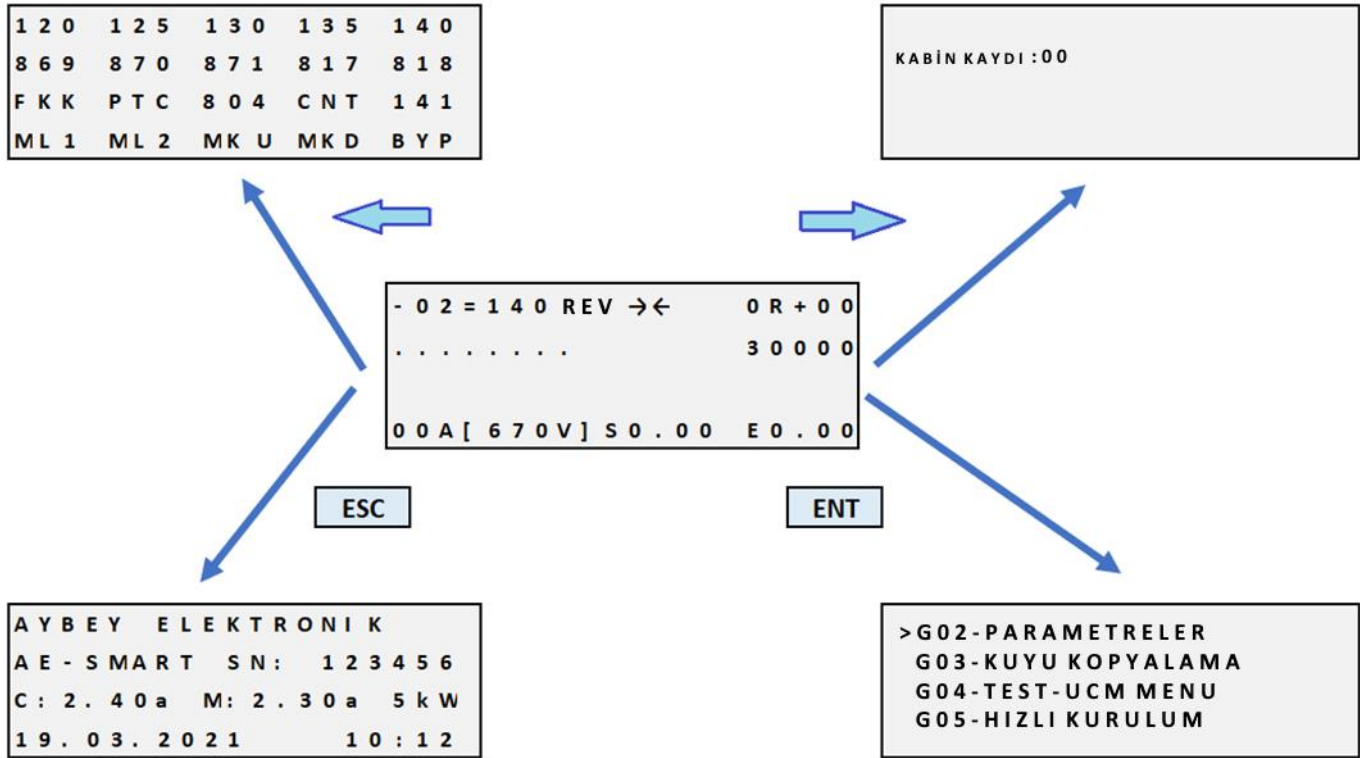 120 125 130 135 140
869 870 871 817 818
FKK PTC 804 CNT 141
ML1 ML2 MKU MKD BYP
KABİN KAYDI :00
-02=140 REV →← 0R+00
........ 30000
00A[ 670V] S0.00 E0.00
ESC
ENT
AYBEY ELEKTRONIK
AE-SMART SN: 123456
C:2.40a M:2.30a 5kW
19.03.2021 10:12
>G02-PARAMETRELER
G03-KUYU KOPYALAMA
G04-TEST-UCM MENU
G05-HIZLI KURULUM